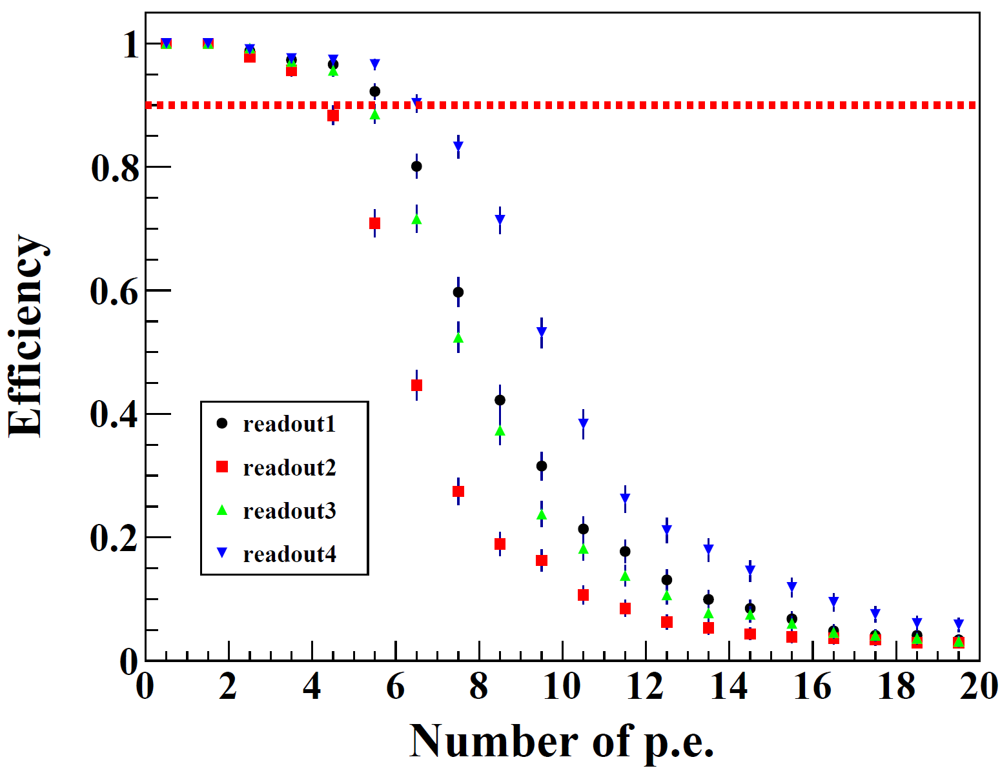 1
0.8
0.6
0.4
0.2
0
Efficiency
readout1
readout2
readout3
readout4
0 2 4 6 8 10 12 14 16 18 20
Number of p.e.